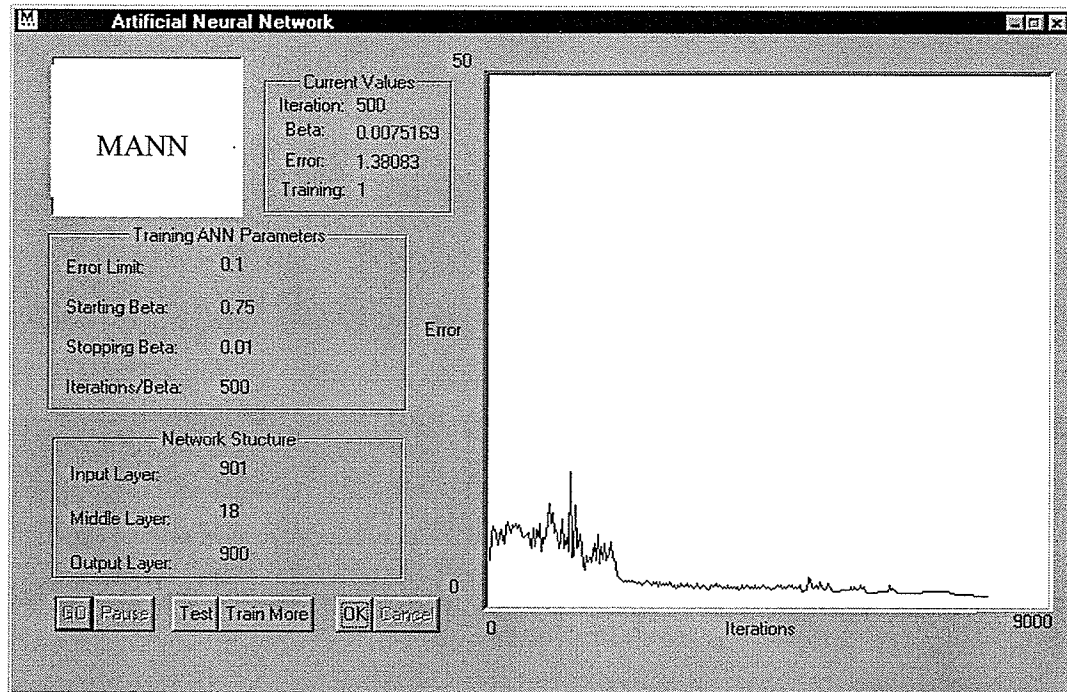 M
Artificial Neural Network
MANN
Current Values
Iteration: 500
Beta: 0.0075169
Error: 1.38083
Training: 1
Training ANN Parameters
Error Limit: 0.1
Starting Beta: 0.75
Stopping Beta: 0.01
Iterations/Beta: 500
Network Stucture
Input Layer: 901
Middle Layer: 18
Output Layer: 900
GO Pause Test Train More OK Cancel
50
Error
0
0 Iterations 9000